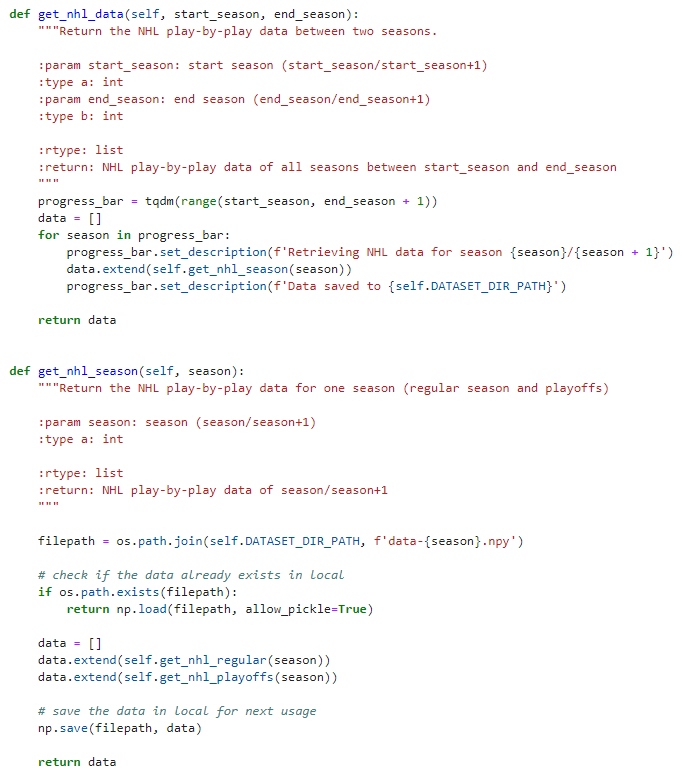 def get_nhl_data(self, start_season, end_season):
    """Return the NHL play-by-play data between two seasons.

    :param start_season: start season (start_season/start_season+1)
    :type a: int
    :param end_season: end season (end_season/end_season+1)
    :type b: int

    :rtype: list
    :return: NHL play-by-play data of all seasons between start_season and end_season
    """
    progress_bar = tqdm(range(start_season, end_season + 1))
    data = []
    for season in progress_bar:
        progress_bar.set_description(f'Retrieving NHL data for season {season}/{season + 1}')
        data.extend(self.get_nhl_season(season))
        progress_bar.set_description(f'Data saved to {self.DATASET_DIR_PATH}')

    return data


def get_nhl_season(self, season):
    """Return the NHL play-by-play data for one season (regular season and playoffs)

    :param season: season (season/season+1)
    :type a: int

    :rtype: list
    :return: NHL play-by-play data of season/season+1
    """

    filepath = os.path.join(self.DATASET_DIR_PATH, f'data-{season}.npy')

    # check if the data already exists in local
    if os.path.exists(filepath):
        return np.load(filepath, allow_pickle=True)

    data = []
    data.extend(self.get_nhl_regular(season))
    data.extend(self.get_nhl_playoffs(season))

    # save the data in local for next usage
    np.save(filepath, data)

    return data